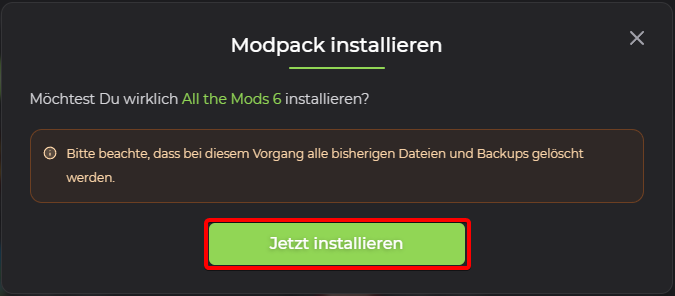 Modpack installieren
Möchtest Du wirklich All the Mods 6 installieren?
Bitte beachte, dass bei diesem Vorgang alle bisherigen Dateien und Backups gelöscht
werden.
Jetzt installieren